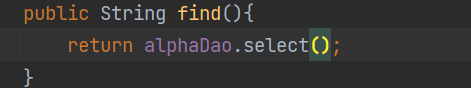 public String find(){
    return alphaDao.select();
}